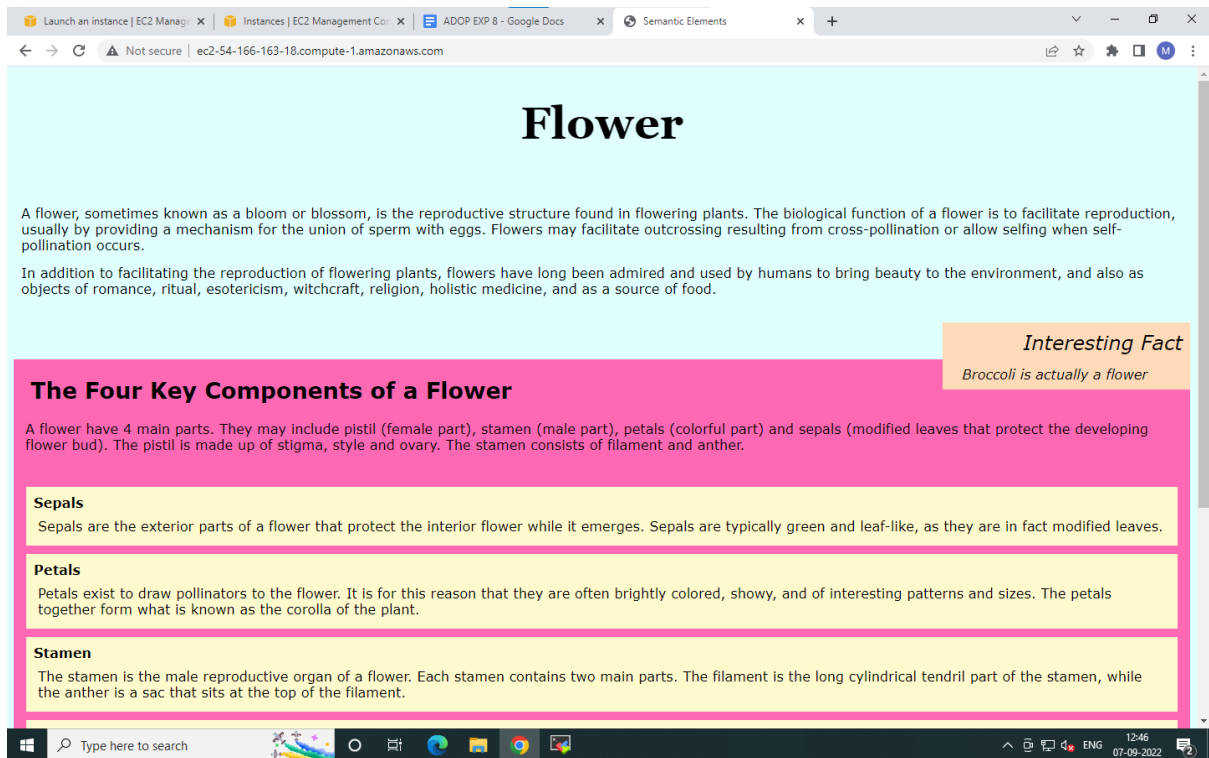 Launch an instance | EC2 Manag
Instances | EC2 Management Con
ADOP EXP 8 - Google Docs
Semantic Elements
Not secure | ec2-54-166-163-18.compute-1.amazonaws.com
M
Flower
A flower, sometimes known as a bloom or blossom, is the reproductive structure found in flowering plants. The biological function of a flower is to facilitate reproduction,
usually by providing a mechanism for the union of sperm with eggs. Flowers may facilitate outcrossing resulting from cross-pollination or allow selfing when self-
pollination occurs.
In addition to facilitating the reproduction of flowering plants, flowers have long been admired and used by humans to bring beauty to the environment, and also as
objects of romance, ritual, esotericism, witchcraft, religion, holistic medicine, and as a source of food.
Interesting Fact
Broccoli is actually a flower
The Four Key Components of a Flower
A flower have 4 main parts. They may include pistil (female part), stamen (male part), petals (colorful part) and sepals (modified leaves that protect the developing
flower bud). The pistil is made up of stigma, style and ovary. The stamen consists of filament and anther.
Sepals
Sepals are the exterior parts of a flower that protect the interior flower while it emerges. Sepals are typically green and leaf-like, as they are in fact modified leaves.
Petals
Petals exist to draw pollinators to the flower. It is for this reason that they are often brightly colored, showy, and of interesting patterns and sizes. The petals
together form what is known as the corolla of the plant.
Stamen
The stamen is the male reproductive organ of a flower. Each stamen contains two main parts. The filament is the long cylindrical tendril part of the stamen, while
the anther is a sac that sits at the top of the filament.
Type here to search
ENG
12:46
07-09-2022
2